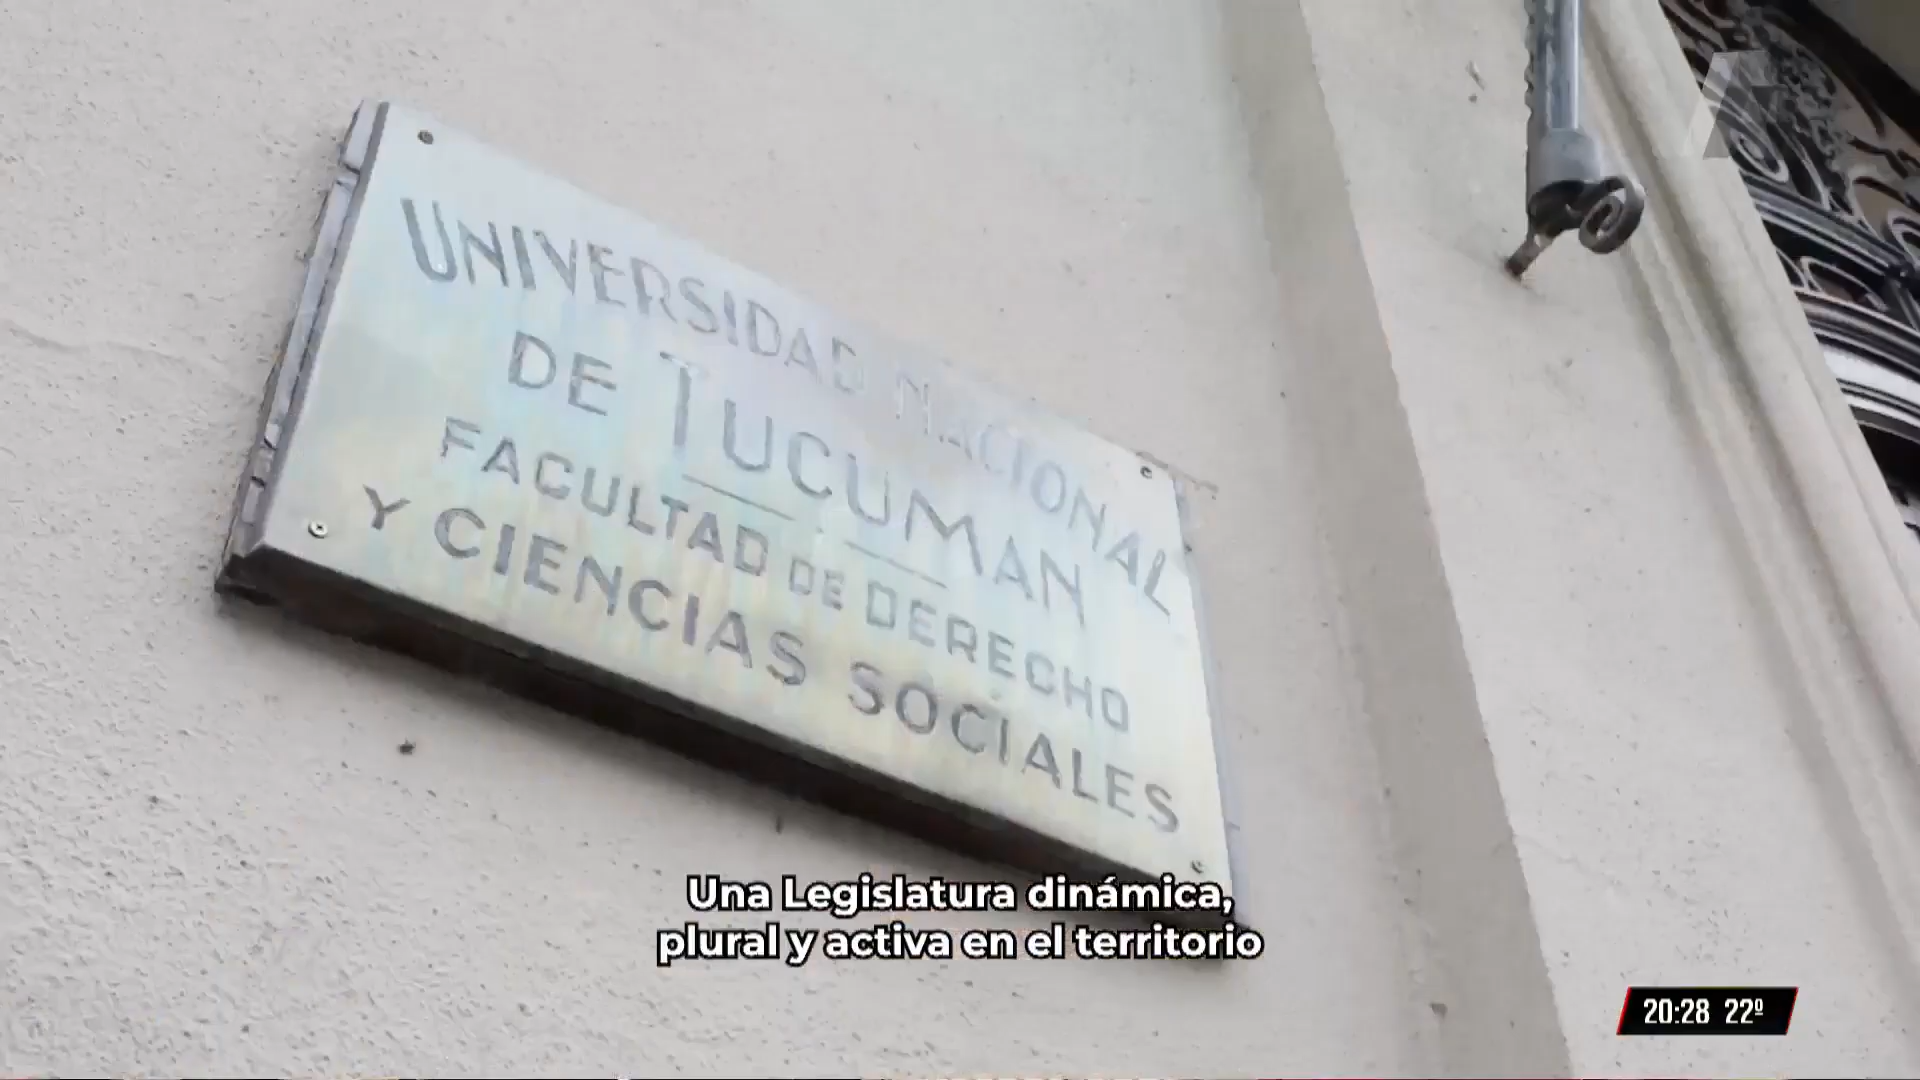 UNIVERSIDAD NACIONAL
DE TUCUMAN
FACULTAD DE DERECHO
Y CIENCIAS SOCIALES
Una Legislatura dinámica,
plural y activa en el territorio
20:28 22º